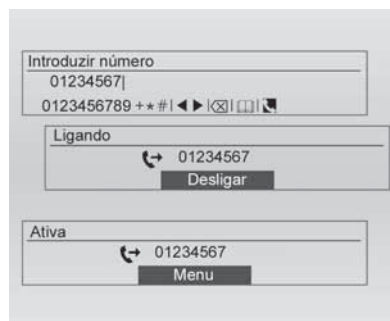 Introduzir número
01234567|
0123456789 +∗#|◀ ▶ |⌫| 📖 |
Ligando
01234567
Desligar
Ativa
01234567
Menu